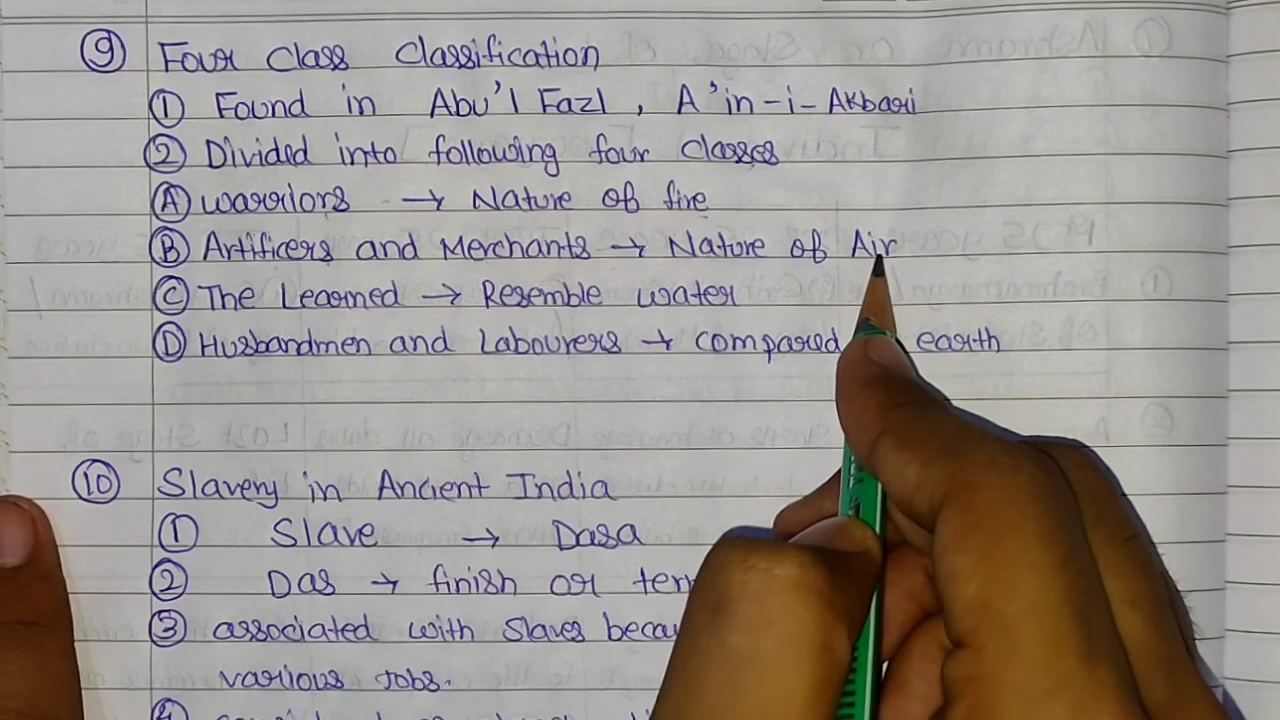 ⑨ Four Class Classification
① Found in Abu'l Fazl, A'in-i-Akbari
② Divided into following four classes
Ⓐ warriors → Nature of fire
Ⓑ Artificers and Merchants → Nature of Air
Ⓒ The Learned → Resemble water
Ⓓ Husbandmen and Labourers → compared earth
⑩ Slavery in Ancient India
① Slave → Dasa
② Das → finish or
③ associated with slaves
various Jobs.